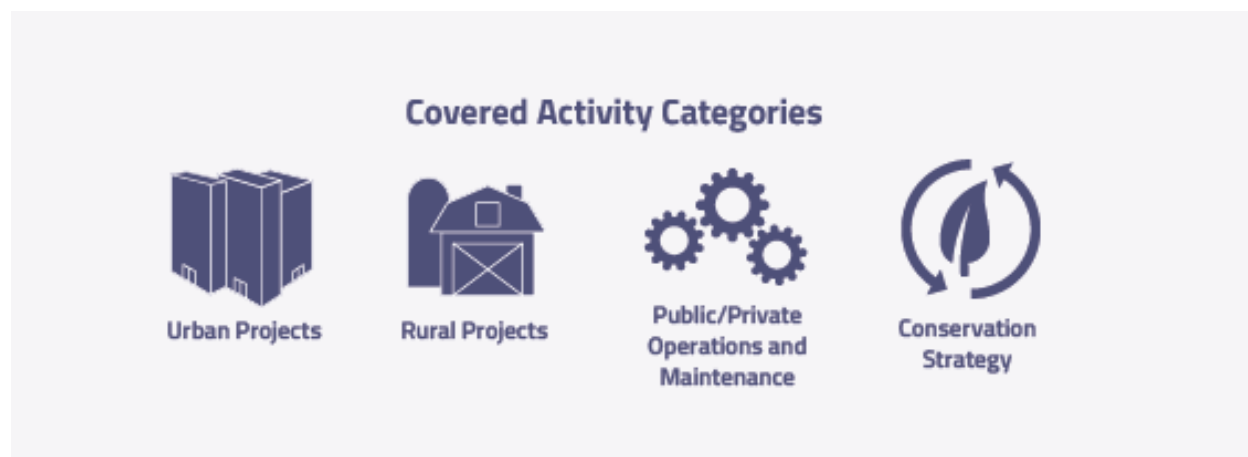 Covered Activity Categories
Urban Projects
Rural Projects
Public/Private
Operations and
Maintenance
Conservation
Strategy